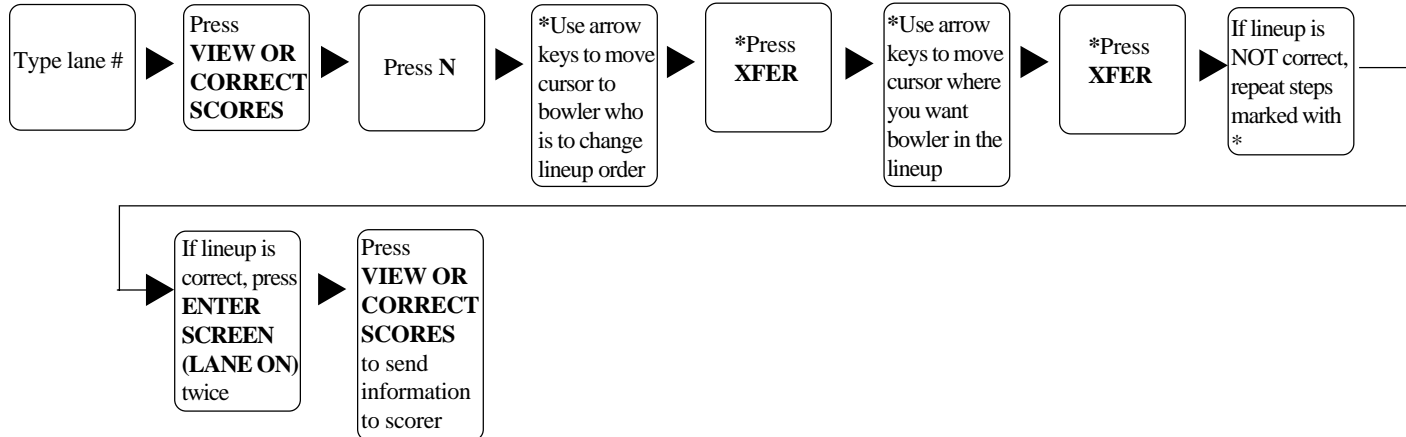 Type lane #
Press
VIEW OR
CORRECT
SCORES
Press N
*Use arrow
keys to move
cursor to
bowler who
is to change
lineup order
*Press
XFER
*Use arrow
keys to move
cursor where
you want
bowler in the
lineup
*Press
XFER
If lineup is
NOT correct,
repeat steps
marked with
*
If lineup is
correct, press
ENTER
SCREEN
(LANE ON)
twice
Press
VIEW OR
CORRECT
SCORES
to send
information
to scorer